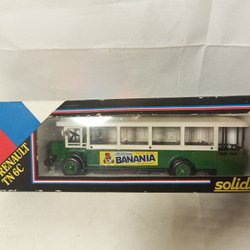 RENAULT
TN 6C
BANANIA
solido